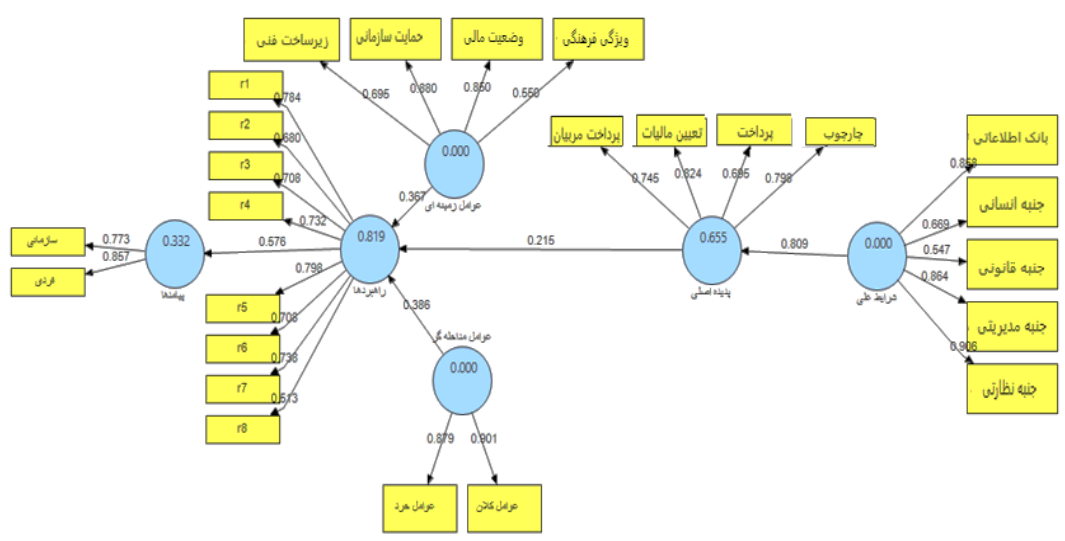 زیرساخت فنی
حمایت سازمانی
وضعیت مالی
ویژگی فرهنگی
0.695
0.880
0.850
0.550
0.000
عوامل زمینه ای
r1
r2
r3
r4
0.784
0.680
0.708
0.732
0.367
پرداخت مربیان
تعیین مالیات
پرداخت
چارچوب
0.745
0.824
0.695
0.798
0.655
پدیده اصلی
بانک اطلاعاتی
جنبه انسانی
جنبه قانونی
جنبه مدیریتی
جنبه نظارتی
0.858
0.669
0.547
0.864
0.906
0.000
شرایط علی
0.809
0.215
0.819
راهبردها
0.576
0.332
پیامدها
سازمانی
فردی
0.773
0.857
r5
r6
r7
r8
0.798
0.708
0.738
0.513
0.386
عوامل مداخله گر
0.000
0.879
0.901
عوامل خرد
عوامل کلان